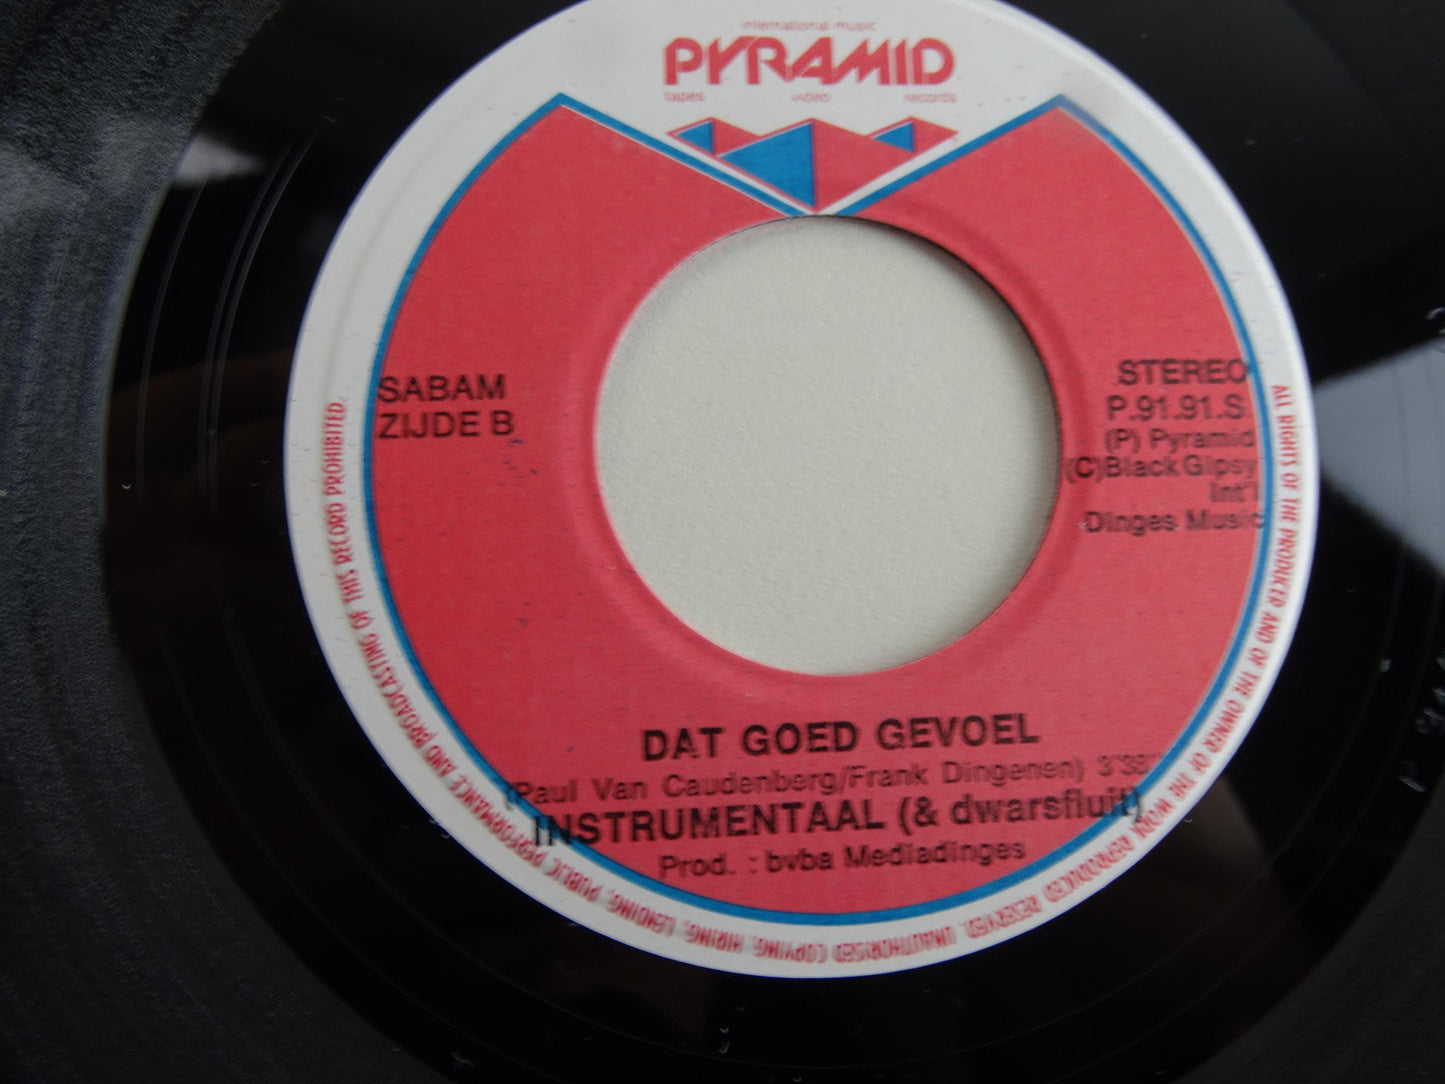 international music
PYRAMID
tapes video records
SABAM
ZIJDE B
STEREO
P.91.91.S.
(P) Pyramid
(C)Black Gipsy
Int'l
Dinges Music
DAT GOED GEVOEL
(Paul Van Caudenberg/Frank Dingenen) 3'33"
INSTRUMENTAAL (& dwarsfluit)
Prod. : bvba Mediadinges
ALL RIGHTS OF THE PRODUCER AND OF THE OWNER OF THE WORK REPRODUCED RESERVED. UNAUTHORISED COPYING, HIRING, LENDING, PUBLIC PERFORMANCE AND BROADCASTING OF THIS RECORD PROHIBITED.